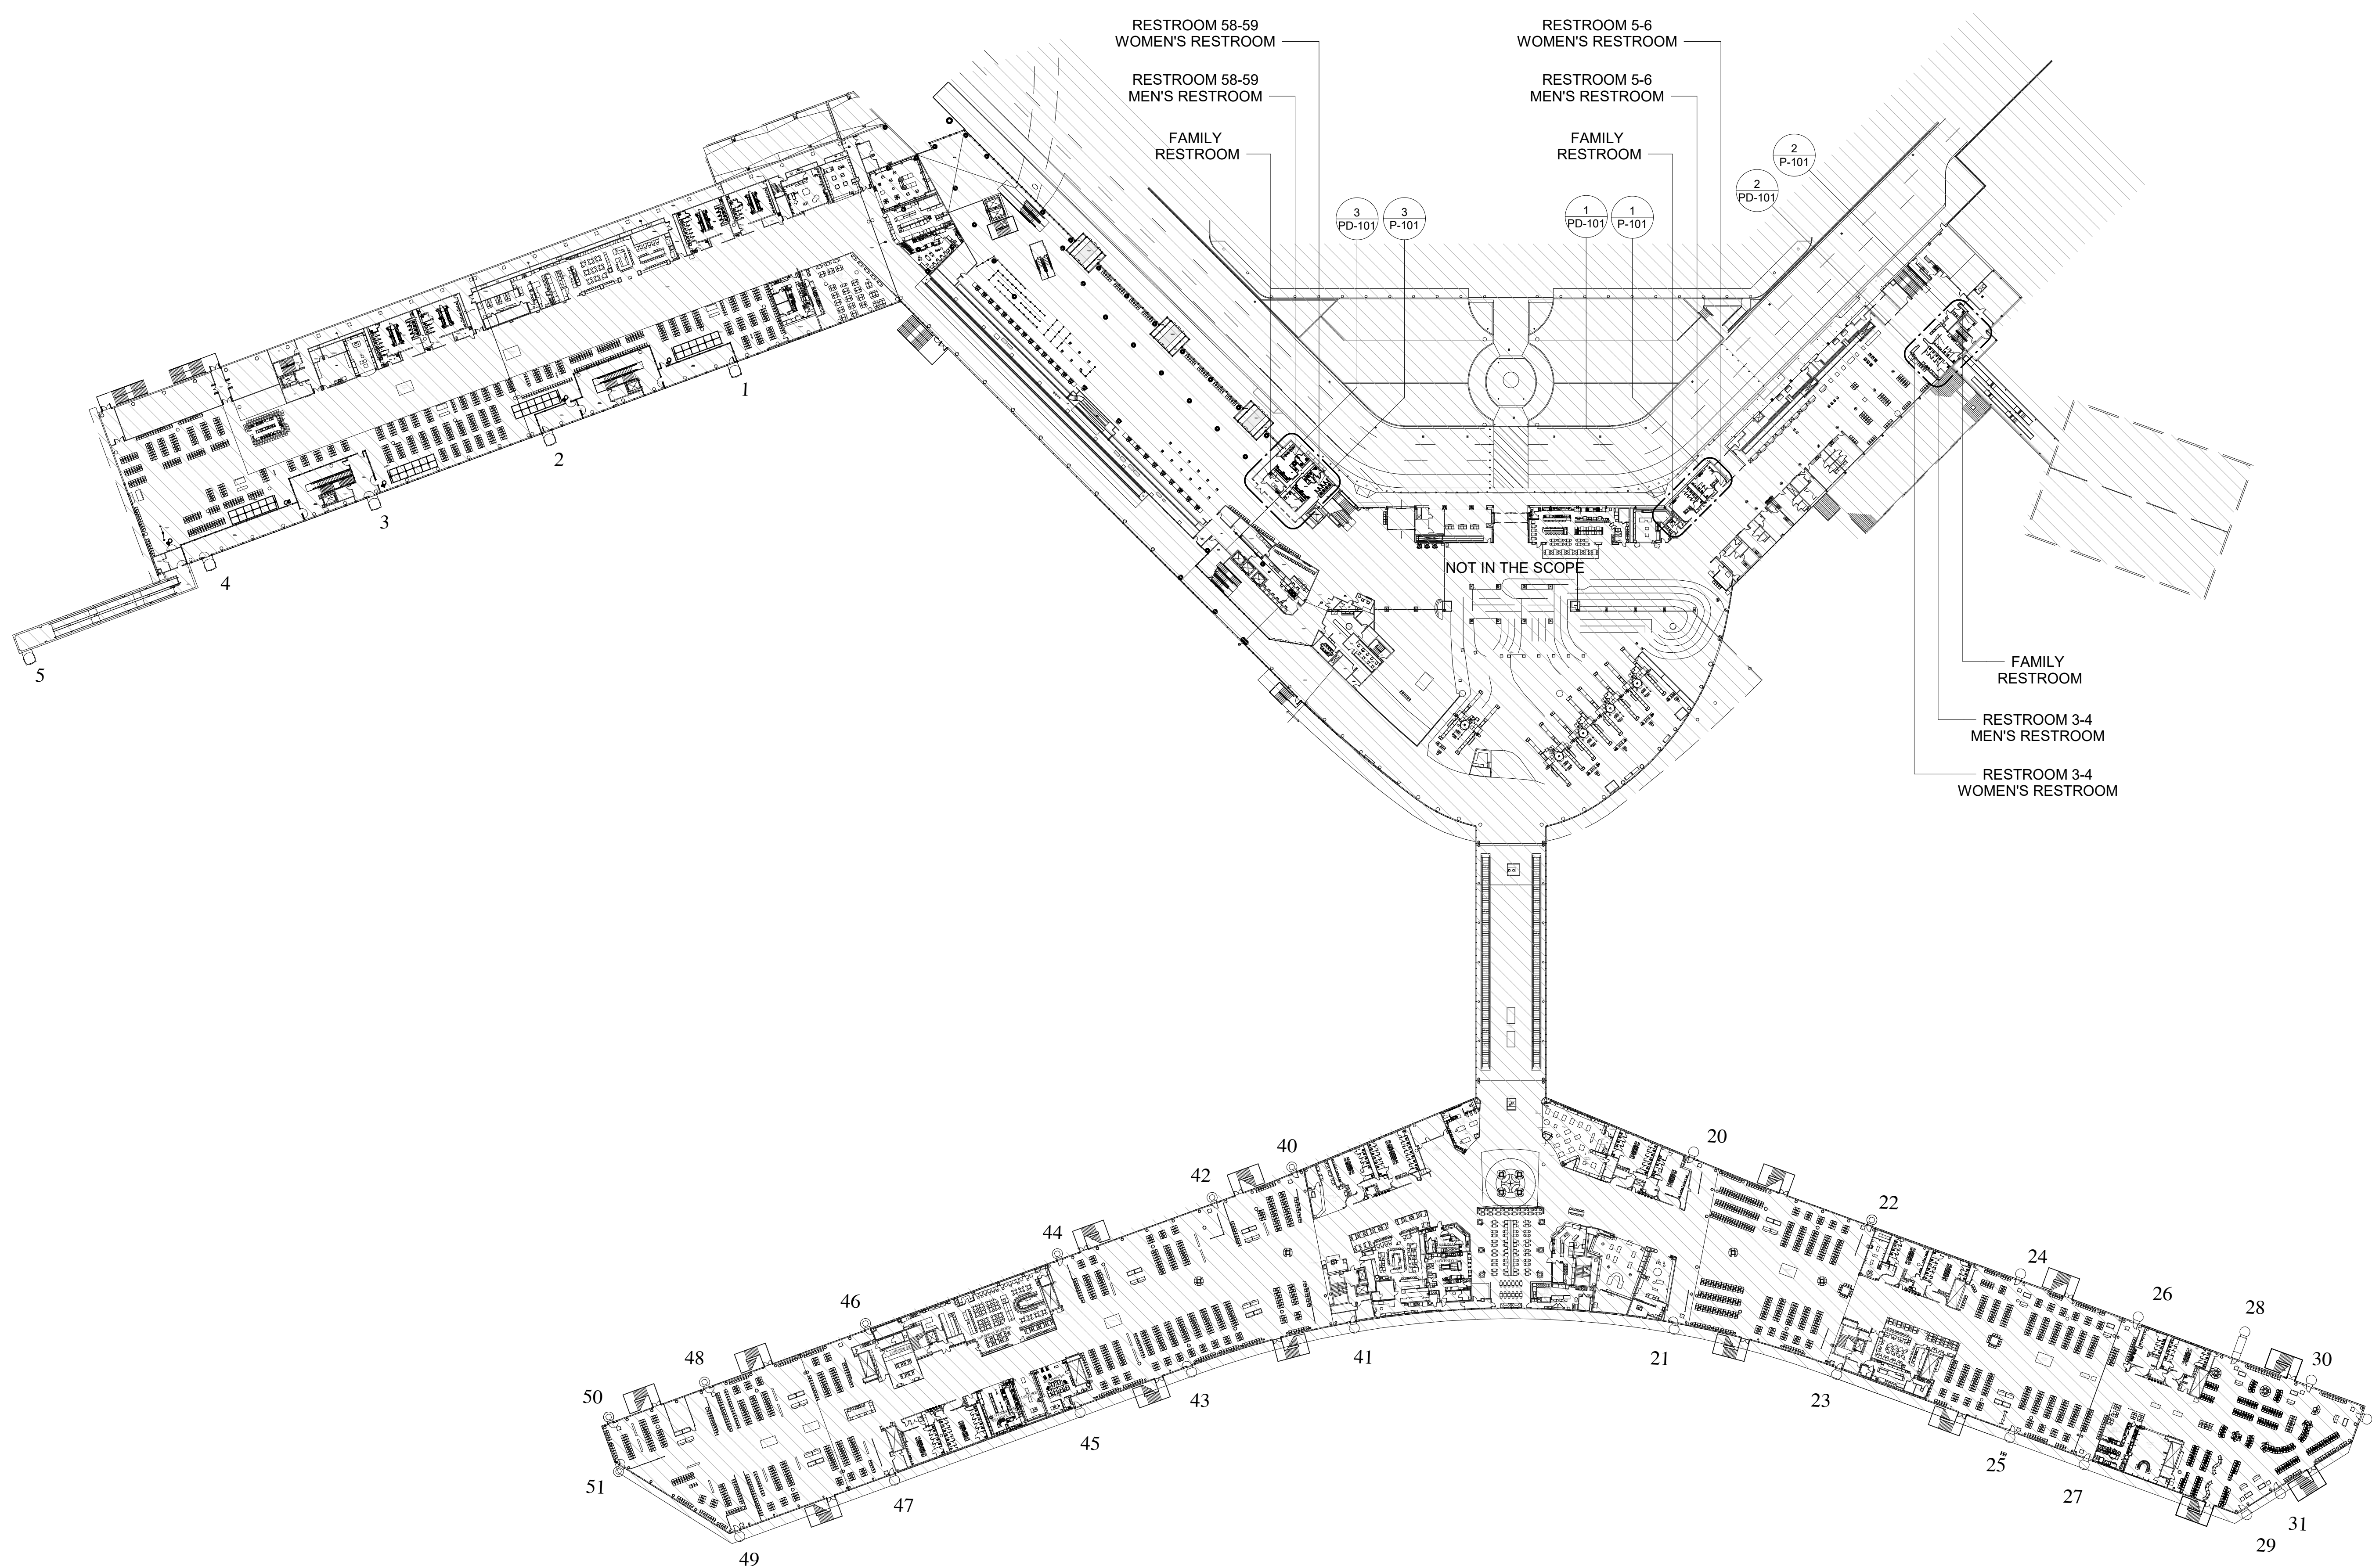 RESTROOM 58-59
WOMEN'S RESTROOM
RESTROOM 5-6
WOMEN'S RESTROOM
RESTROOM 58-59
MEN'S RESTROOM
RESTROOM 5-6
MEN'S RESTROOM
FAMILY
RESTROOM
FAMILY
RESTROOM
2
P-101
2
PD-101
3
PD-101
3
P-101
1
PD-101
1
P-101
1
2
3
4
5
NOT IN THE SCOPE
FAMILY
RESTROOM
RESTROOM 3-4
MEN'S RESTROOM
RESTROOM 3-4
WOMEN'S RESTROOM
20
40
42
22
44
24
46
26
28
48
41
21
30
50
43
23
45
25
51
47
27
31
49
29